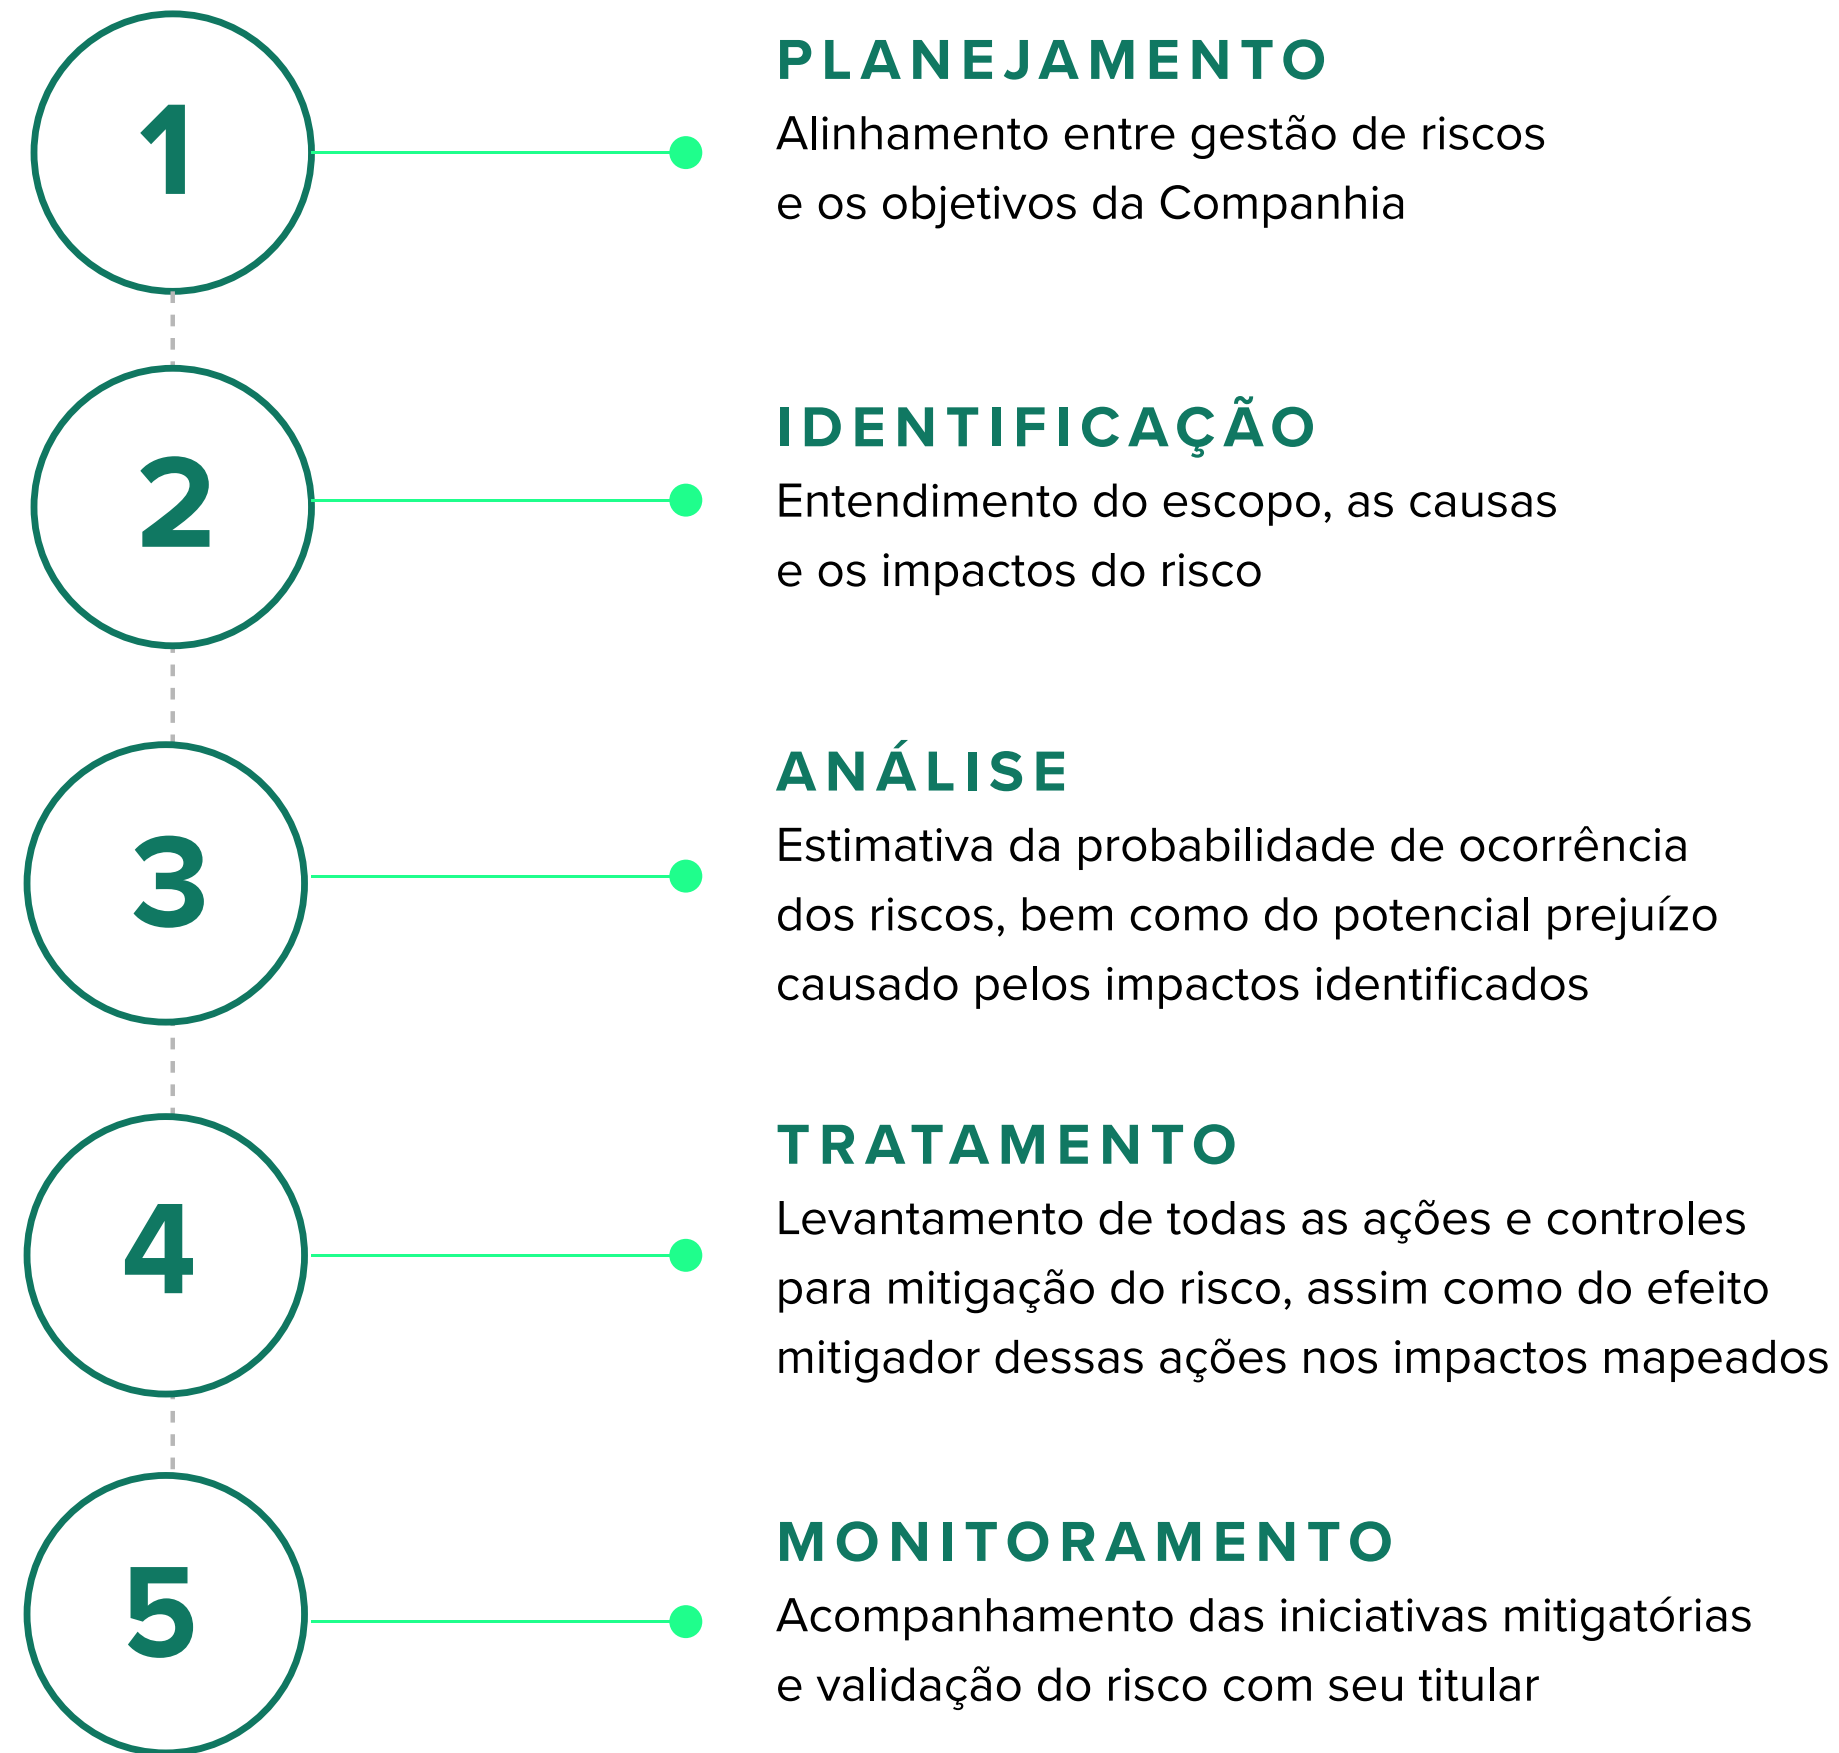 1
PLANEJAMENTO
Alinhamento entre gestão de riscos
e os objetivos da Companhia
2
IDENTIFICAÇÃO
Entendimento do escopo, as causas
e os impactos do risco
3
ANÁLISE
Estimativa da probabilidade de ocorrência
dos riscos, bem como do potencial prejuízo
causado pelos impactos identificados
4
TRATAMENTO
Levantamento de todas as ações e controles
para mitigação do risco, assim como do efeito
mitigador dessas ações nos impactos mapeados
5
MONITORAMENTO
Acompanhamento das iniciativas mitigatórias
e validação do risco com seu titular